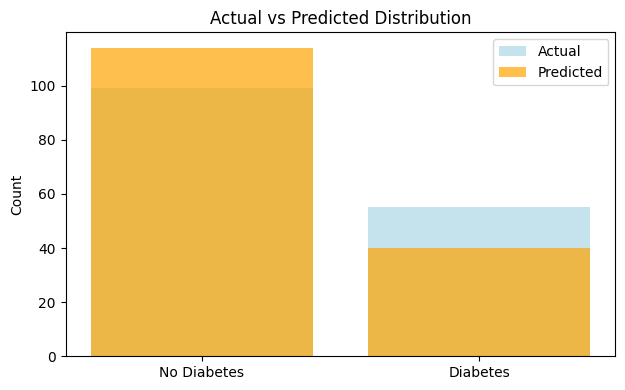 Actual vs Predicted Distribution
Actual
Predicted
Count
100
80
60
40
20
0
No Diabetes
Diabetes